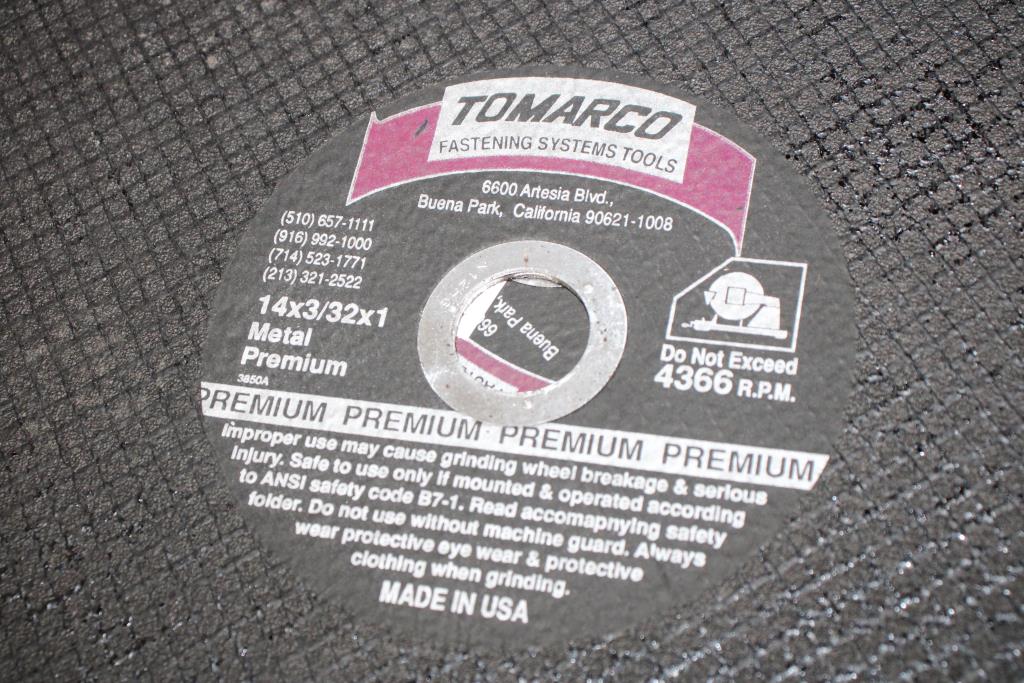 TOMARCO
FASTENING SYSTEMS TOOLS
6600 Artesia Blvd.,
Buena Park, California 90621-1008
(510) 657-1111
(916) 992-1000
(714) 523-1771
(213) 321-2522
14x3/32x1
Metal
Premium
3850A
66
Buena Park,
Do Not Exceed
4366 R.P.M.
PREMIUM PREMIUM PREMIUM PREMIUM
Improper use may cause grinding wheel breakage & serious
Injury. Safe to use only if mounted & operated according
to ANSI safety code B7-1. Read accomapnying safety
folder. Do not use without machine guard. Always
wear protective eye wear & protective
clothing when grinding.
MADE IN USA